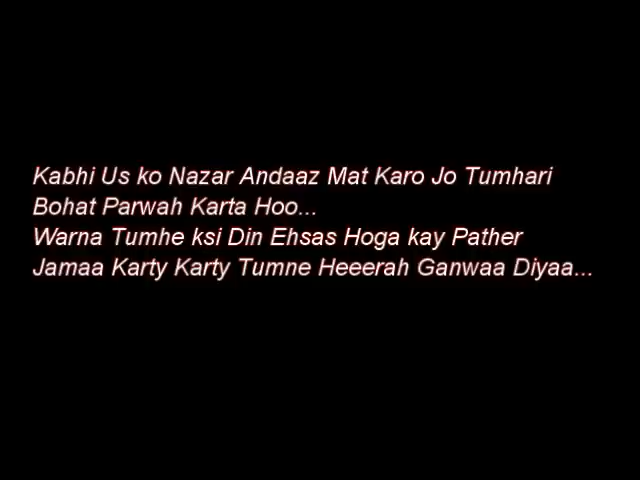 Kabhi Us ko Nazar Andaaz Mat Karo Jo Tumhari
Bohat Parwah Karta Hoo...
Warna Tumhe ksi Din Ehsas Hoga kay Pather
Jamaa Karty Karty Tumne Heeerah Ganwaa Diyaa...